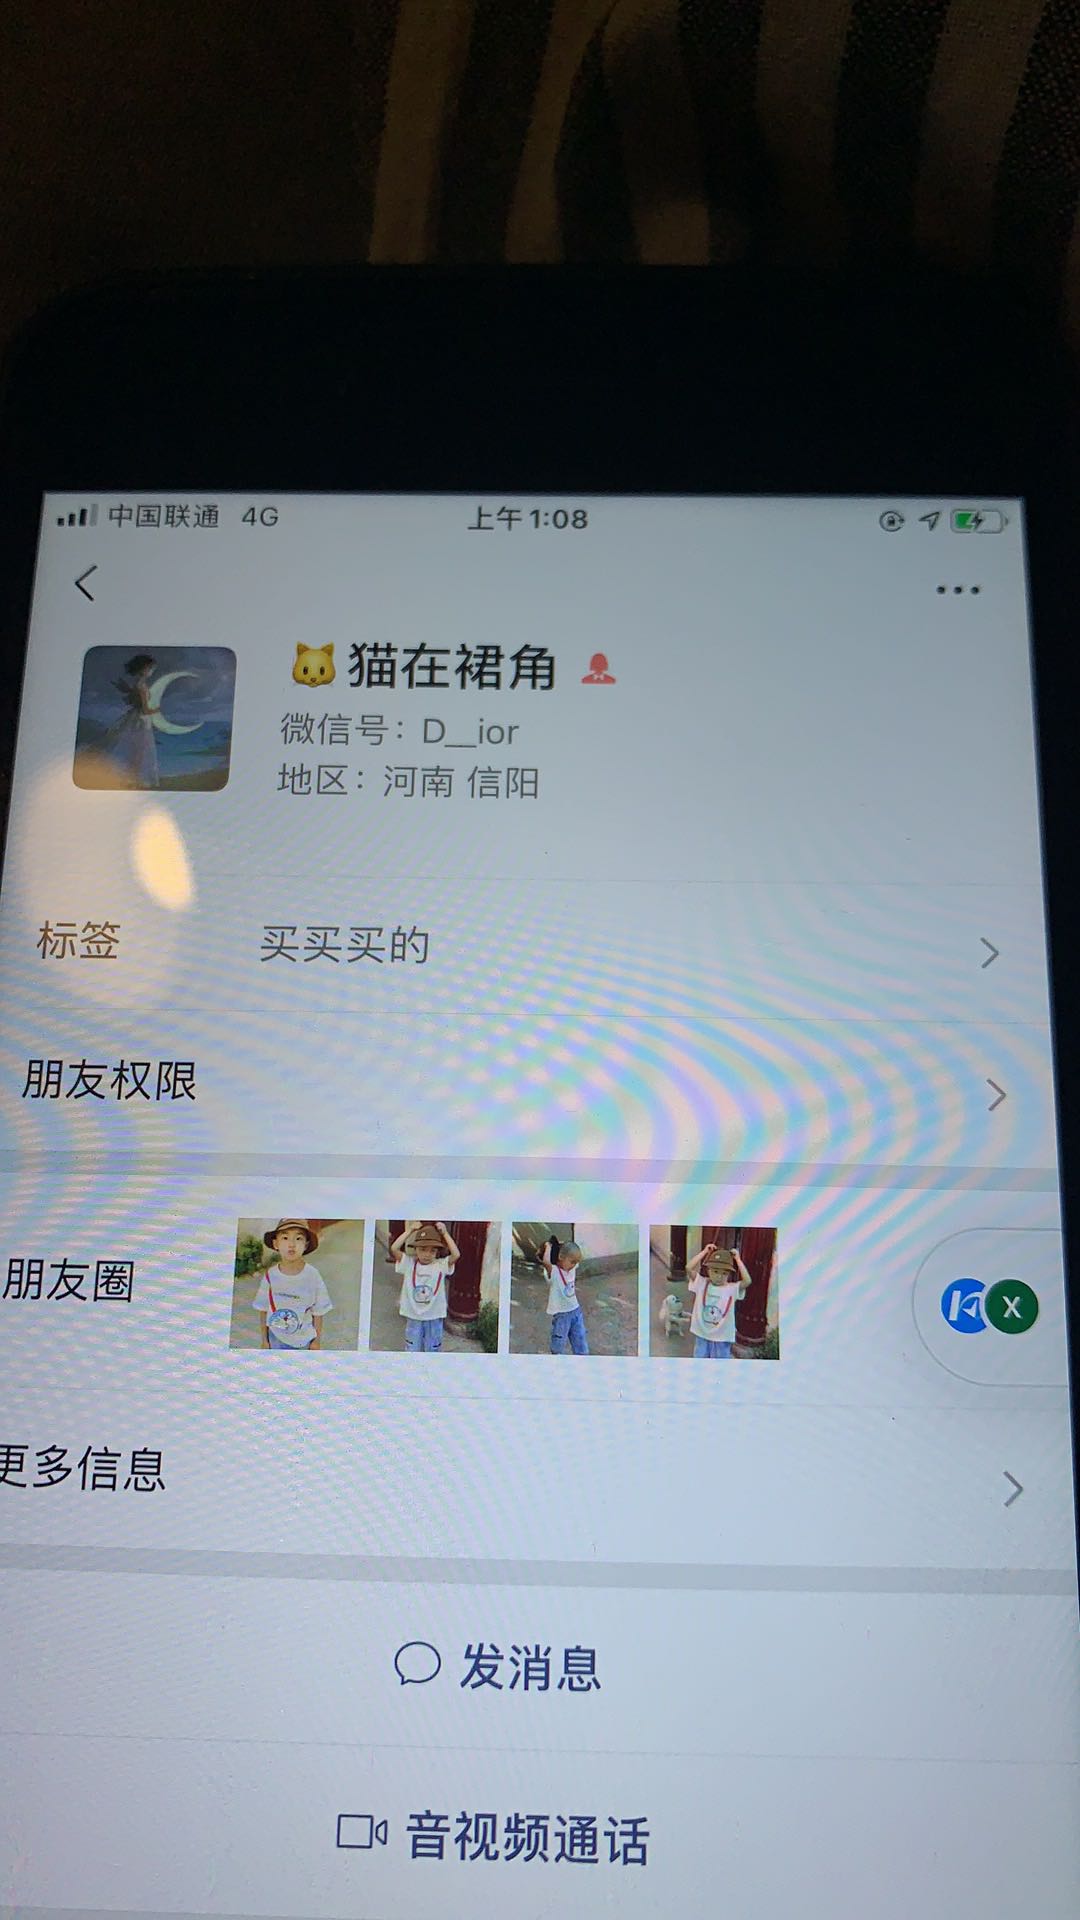 中国联通 4G 上午1:08
🐱猫在裙角
微信号：D__ior
地区：河南 信阳
标签 买买买的
朋友权限
朋友圈
X
更多信息
发消息
音视频通话